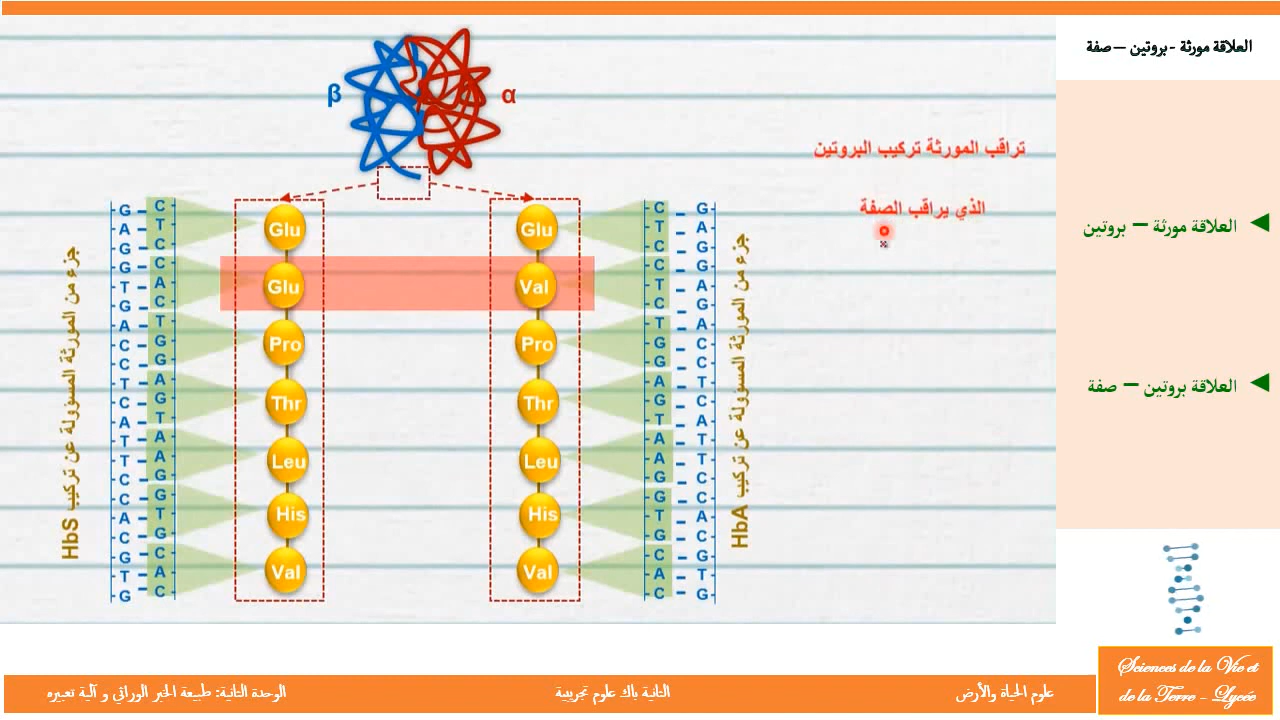 العلاقة مورثة - بروتين – صفة
β
α
تراقب المورثة تركيب البروتين
الذي يراقب الصفة
◄ العلاقة مورثة – بروتين
◄ العلاقة بروتين – صفة
جزء من المورثة المسؤولة عن تركيب HbS
G A G G T G A C C T C A T T C C A C G T G
C T C C A C T G G A G T A A G G T G C A C
Glu
Glu
Pro
Thr
Leu
His
Val
Glu
Val
Pro
Thr
Leu
His
Val
C T C C T C T G G A G T A A G G T G C A C
G A G G A G A C C T C A T T C C A C G T G
جزء من المورثة المسؤولة عن تركيب HbA
Sciences de la Vie et
de la Terre - Lycée
علوم الحياة والأرض
الثانية باك علوم تجريبية
الوحدة الثانية: طبيعة الخبر الوراثي و آلية تعبيره